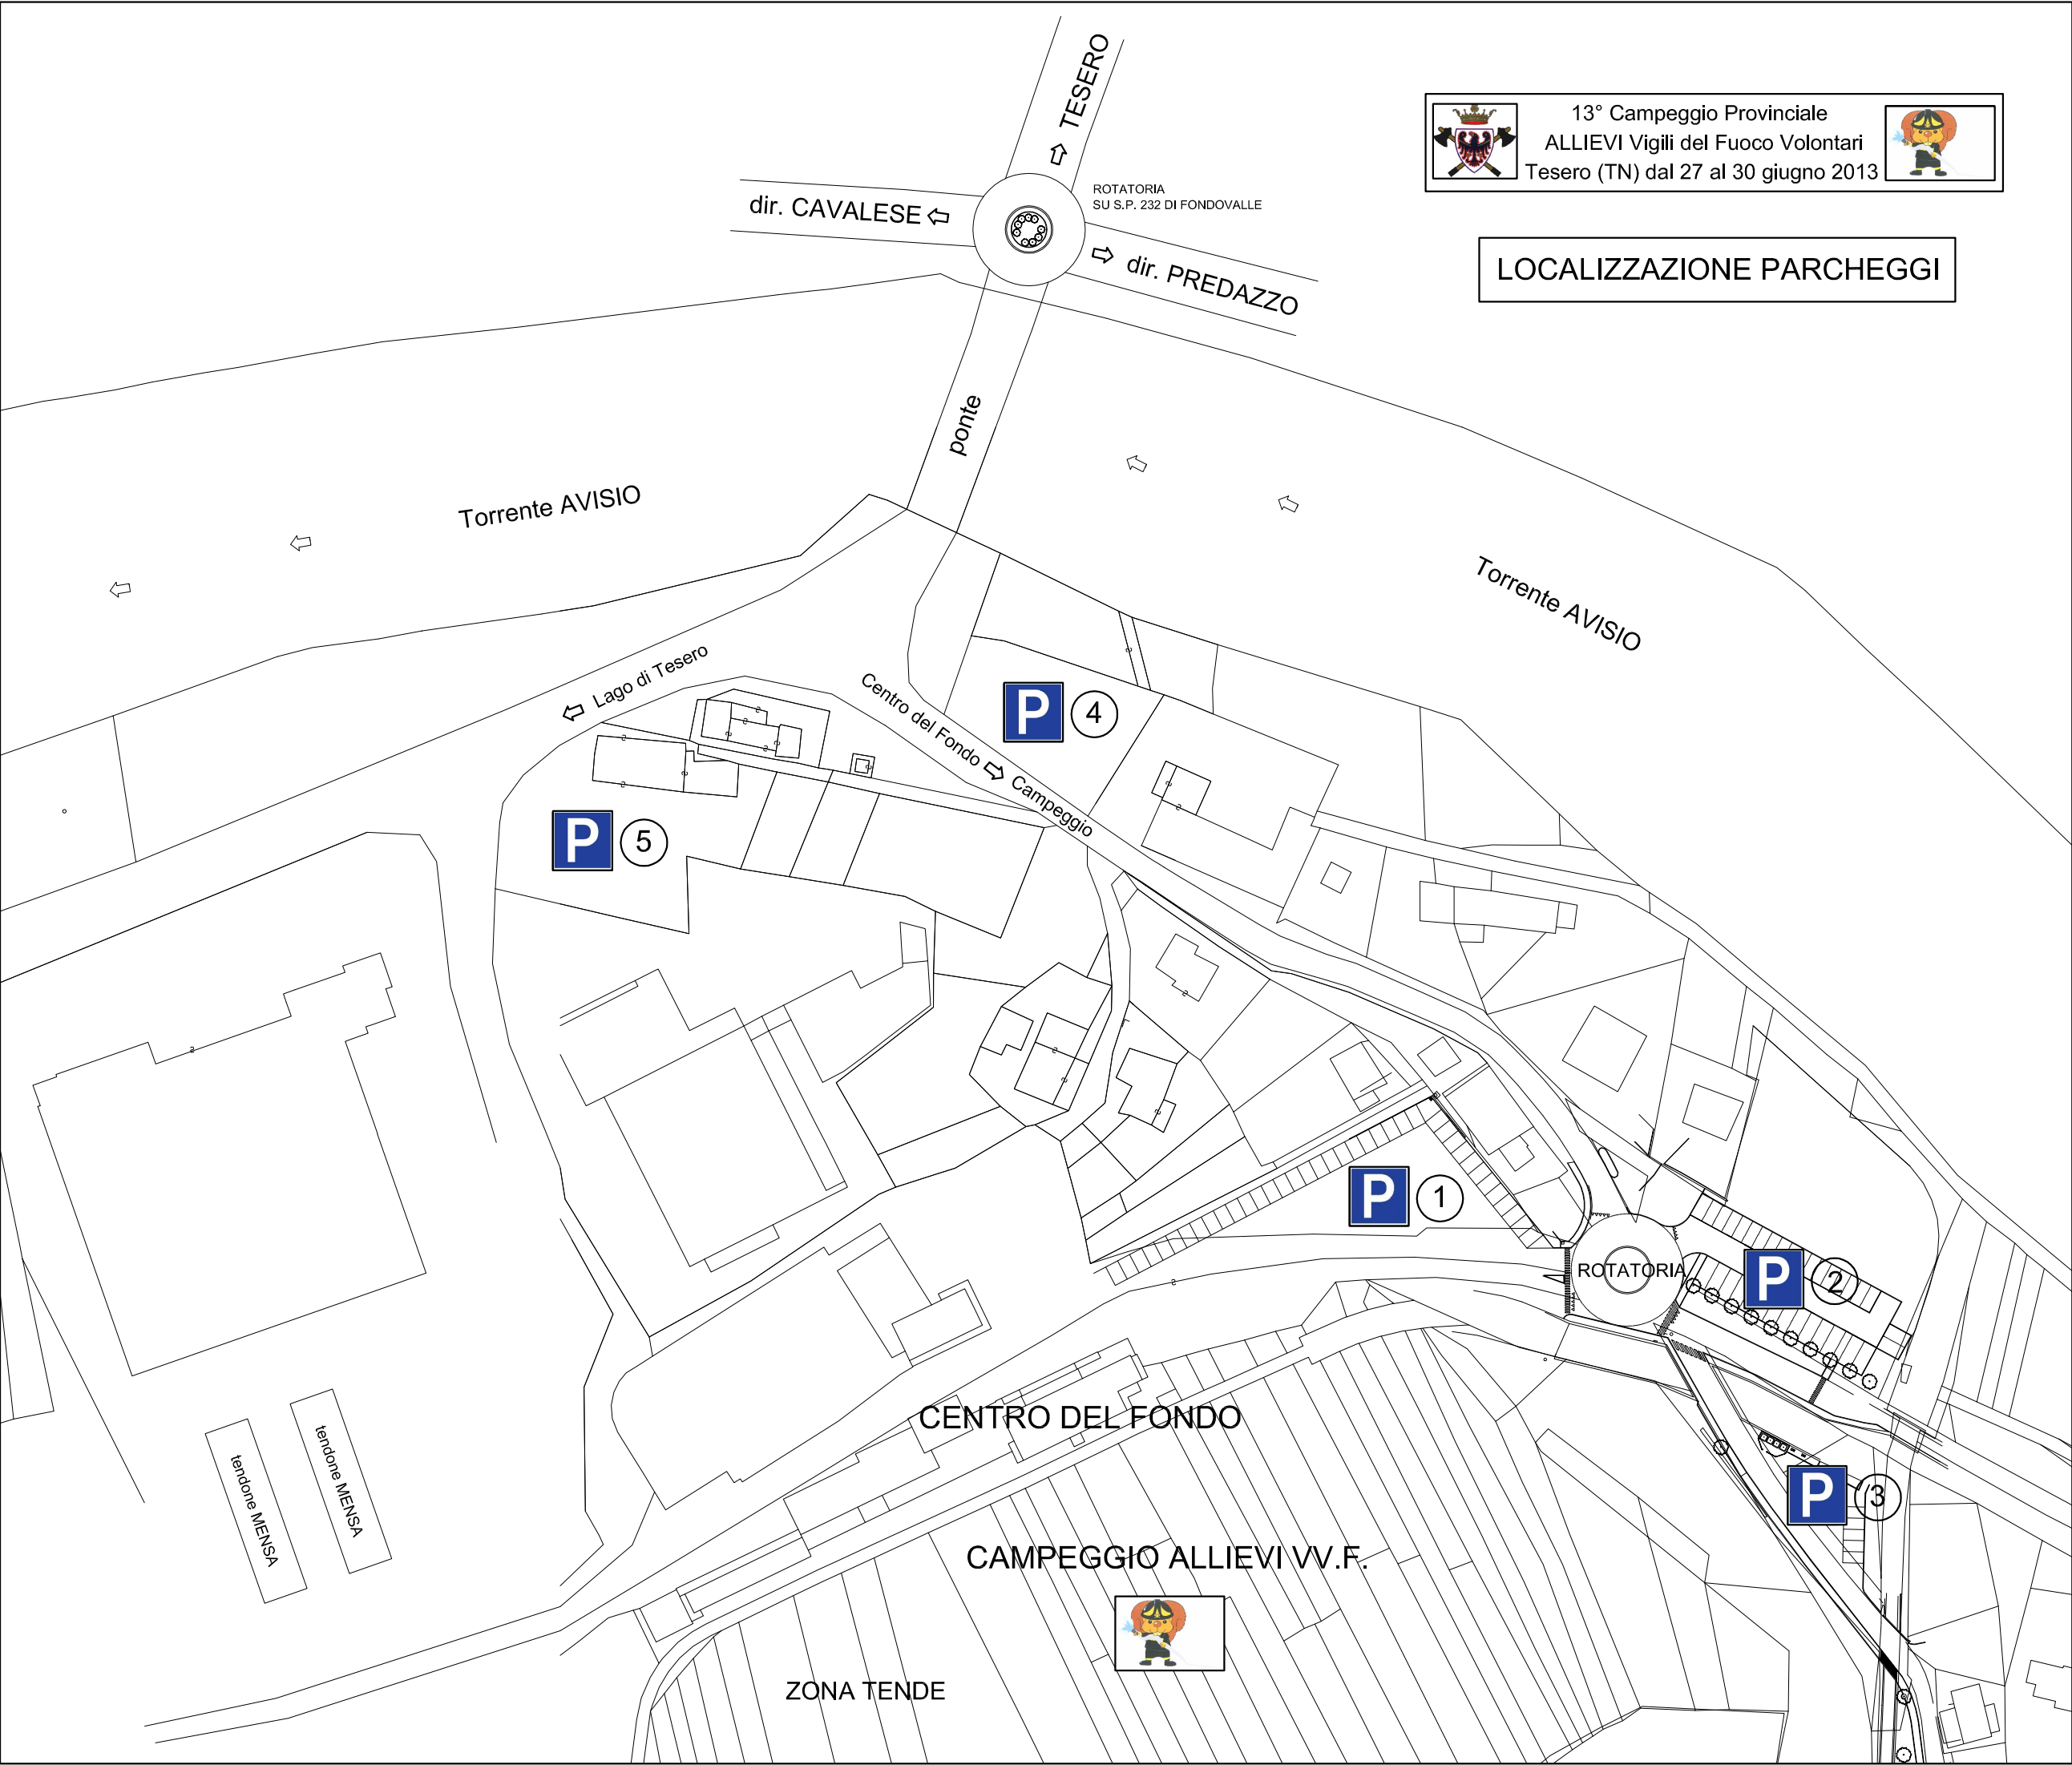 TESERO
13° Campeggio Provinciale
ALLIEVI Vigili del Fuoco Volontari
Tesero (TN) dal 27 al 30 giugno 2013
ROTATORIA
SU S.P. 232 DI FONDOVALLE
dir. CAVALESE
dir. PREDAZZO
LOCALIZZAZIONE PARCHEGGI
ponte
Torrente AVISIO
Torrente AVISIO
Lago di Tesero
Centro del Fondo
Campeggio
P 4
P 5
P 1
ROTATORIA
P 2
CENTRO DEL FONDO
tendone MENSA
tendone MENSA
P 3
CAMPEGGIO ALLIEVI VV.F.
ZONA TENDE